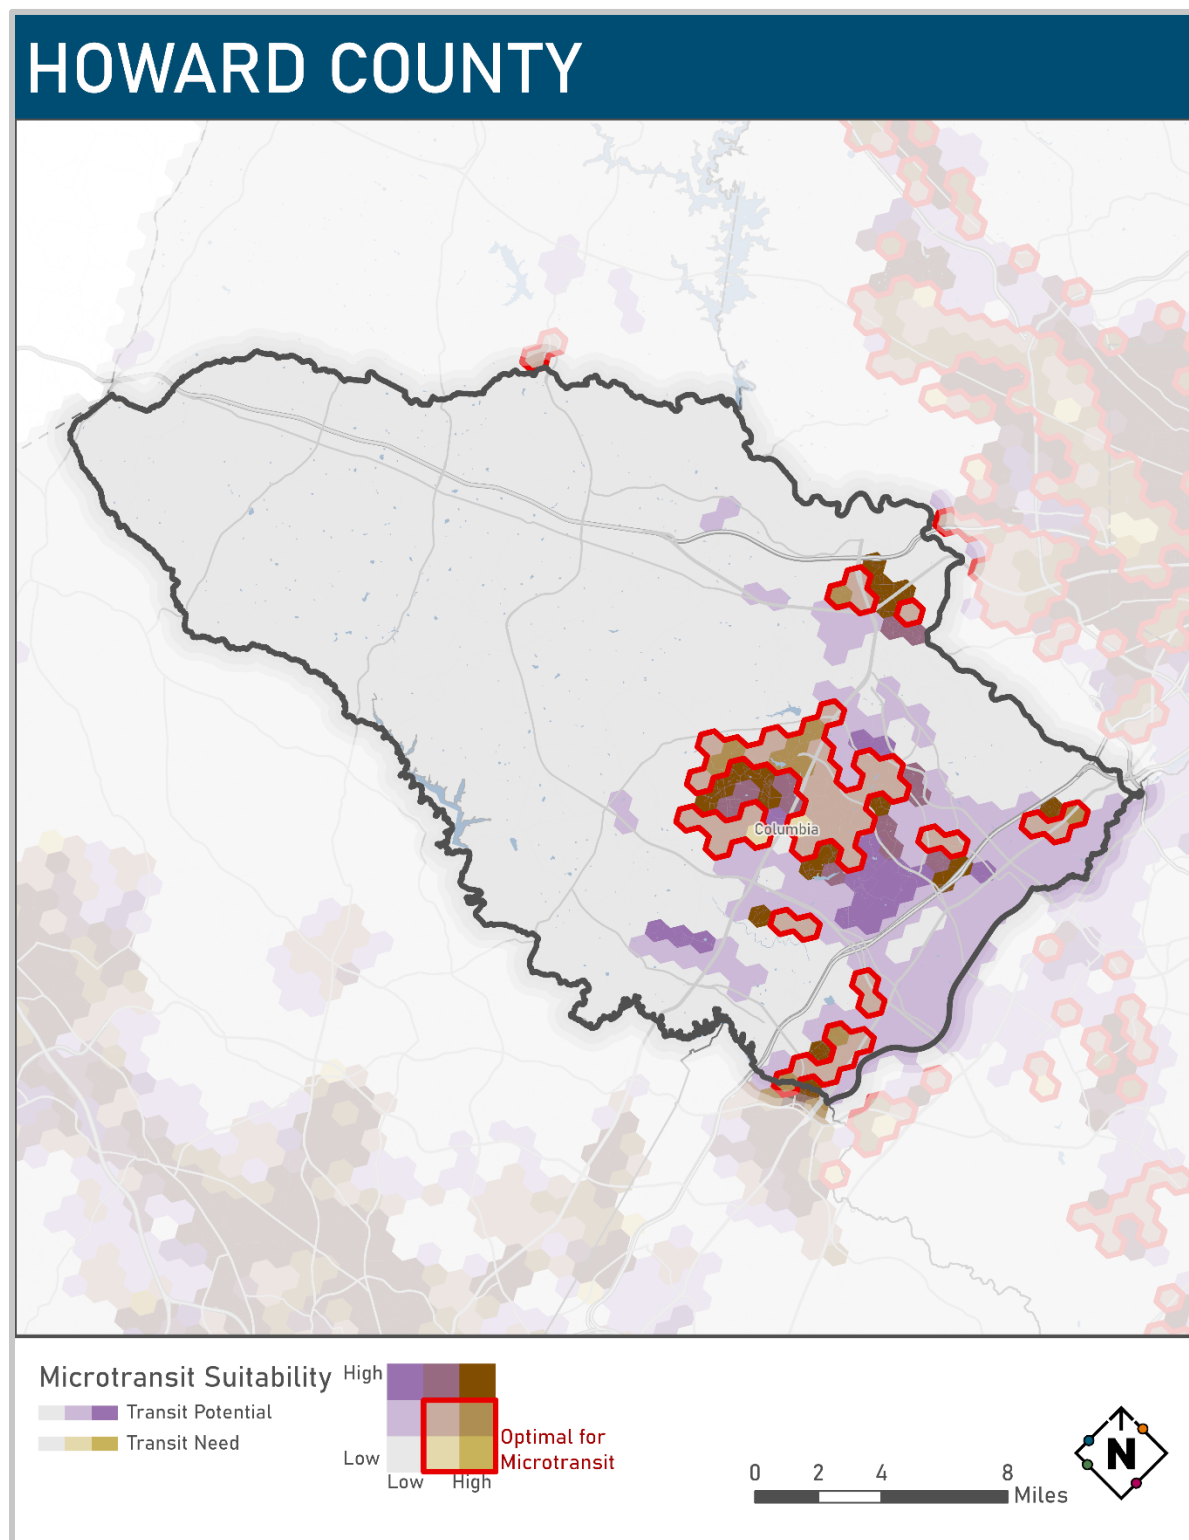 HOWARD COUNTY
Columbia
Microtransit Suitability
Transit Potential
Transit Need
High
Low
Low High
Optimal for
Microtransit
0 2 4 8
Miles
N